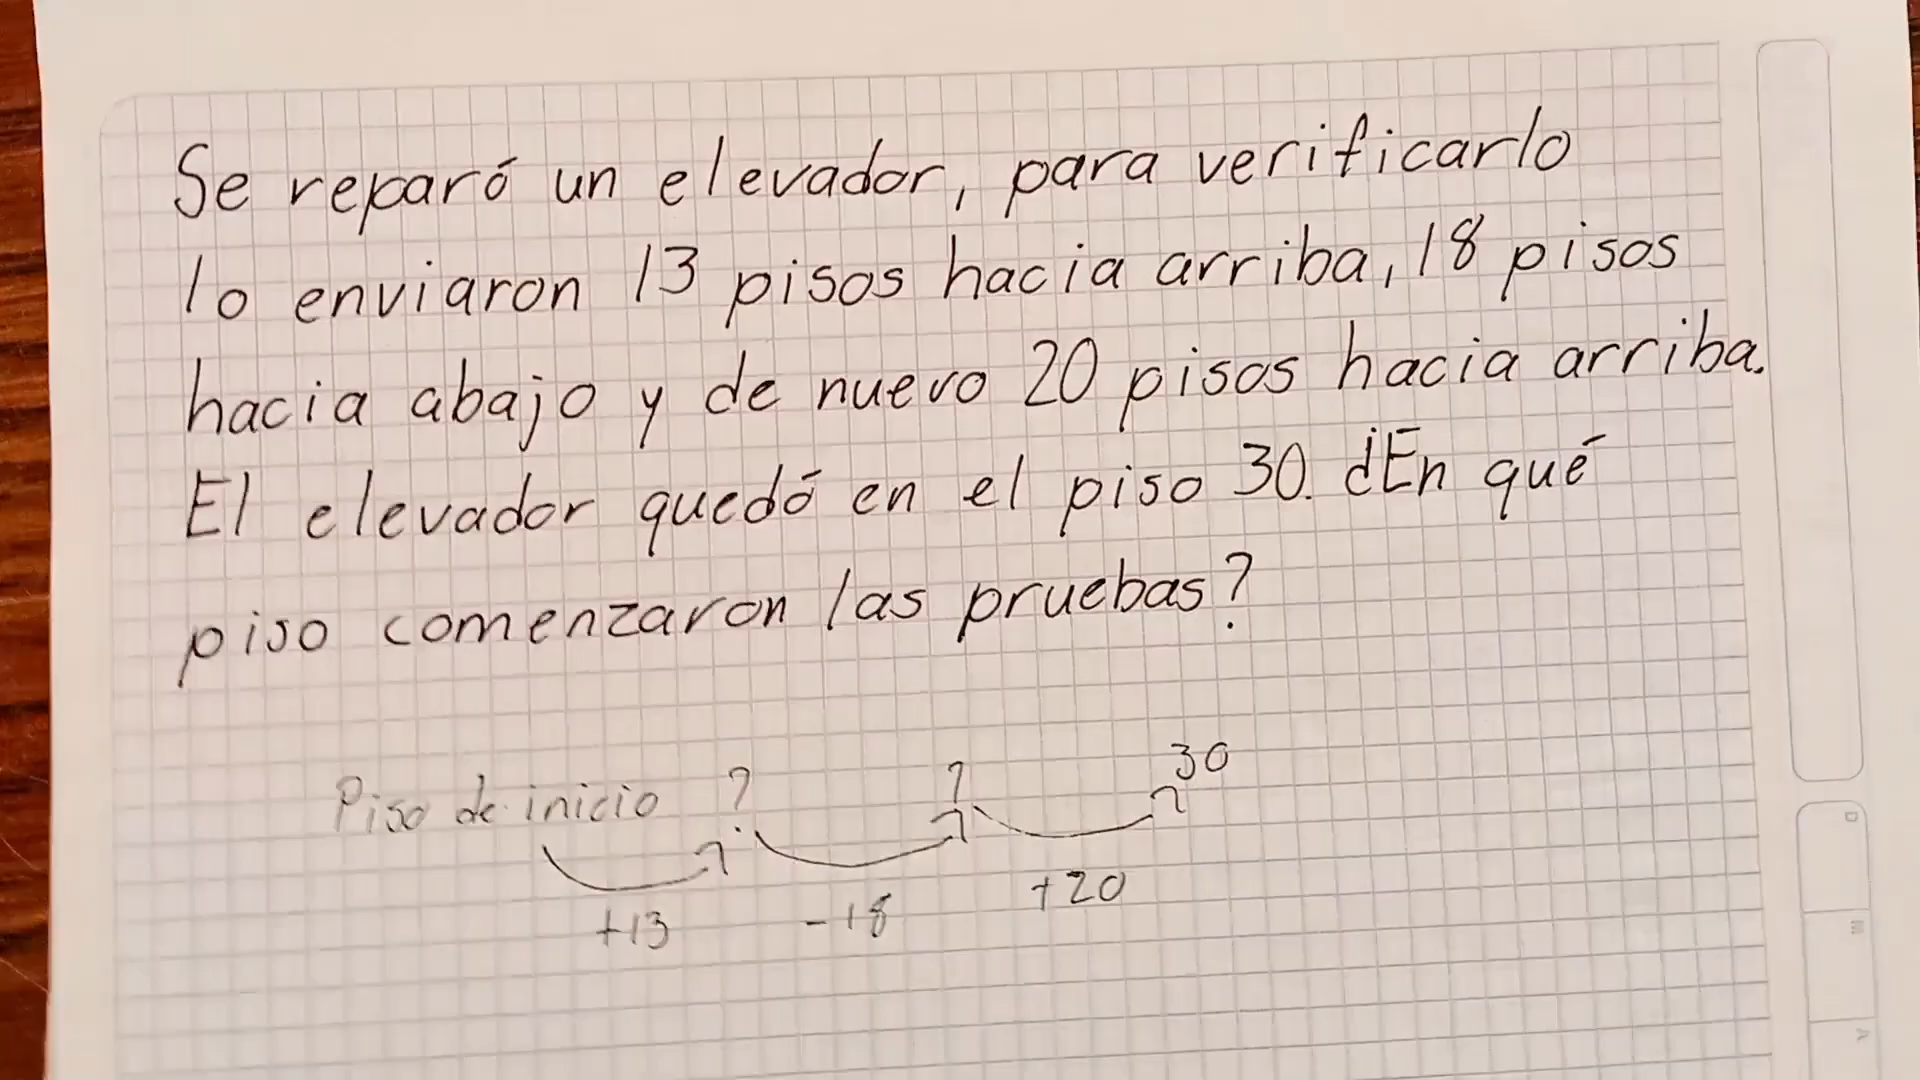 Se reparó un elevador, para verificarlo
lo enviaron 13 pisos hacia arriba, 18 pisos
hacia abajo y de nuevo 20 pisos hacia arriba.
El elevador quedó en el piso 30. ¿En qué
piso comenzaron las pruebas?
Piso de inicio ? ? 30
+13 -18 +20
D
M
A